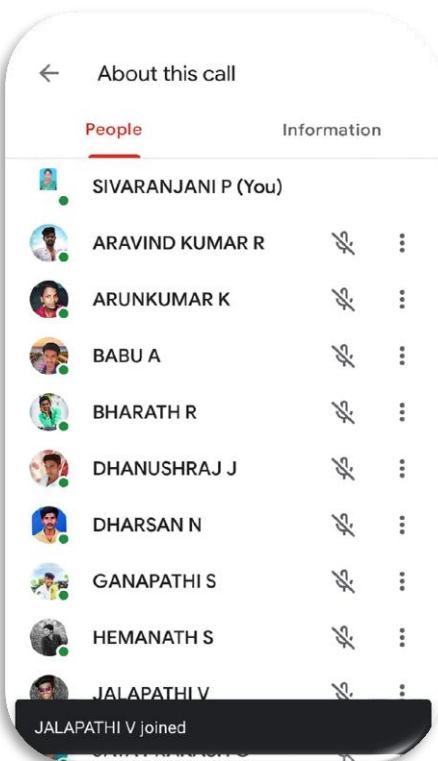 About this call
People Information
SIVARANJANI P (You)
ARAVIND KUMAR R
ARUNKUMAR K
BABU A
BHARATH R
DHANUSHRAJ J
DHARSAN N
GANAPATHI S
HEMANATH S
JALAPATHI V
JALAPATHI V joined